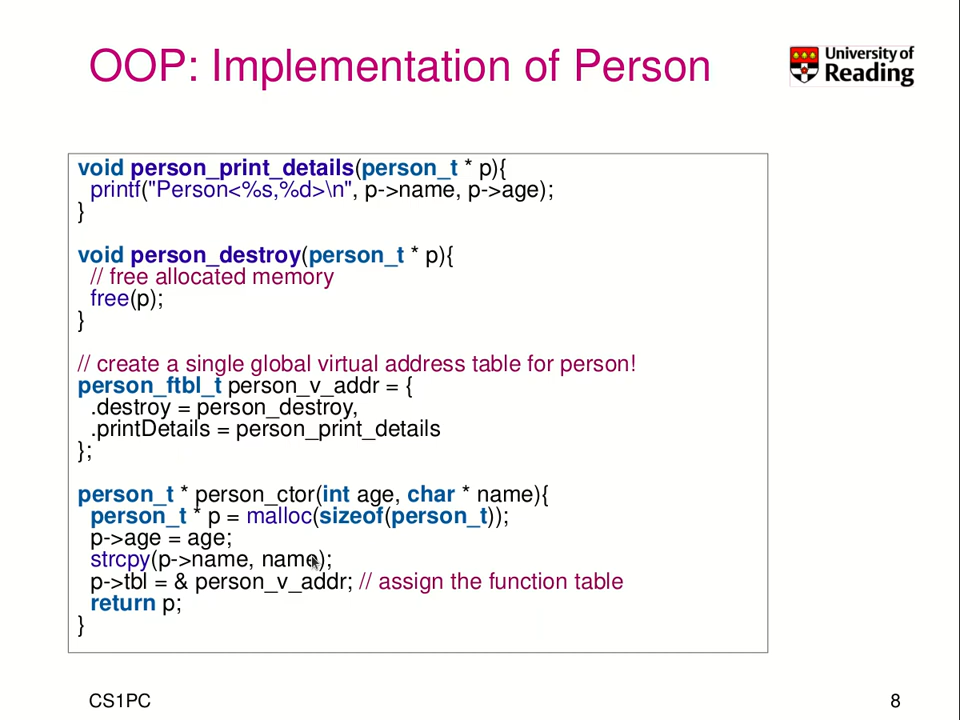 OOP: Implementation of Person
University of
Reading
void person_print_details(person_t * p){
printf("Person<%s,%d>\n", p->name, p->age);
}
void person_destroy(person_t * p){
// free allocated memory
free(p);
}
// create a single global virtual address table for person!
person_ftbl_t person_v_addr = {
.destroy = person_destroy,
.printDetails = person_print_details
};
person_t * person_ctor(int age, char * name){
person_t * p = malloc(sizeof(person_t));
p->age = age;
strcpy(p->name, name);
p->tbl = & person_v_addr; // assign the function table
return p;
}
CS1PC
8